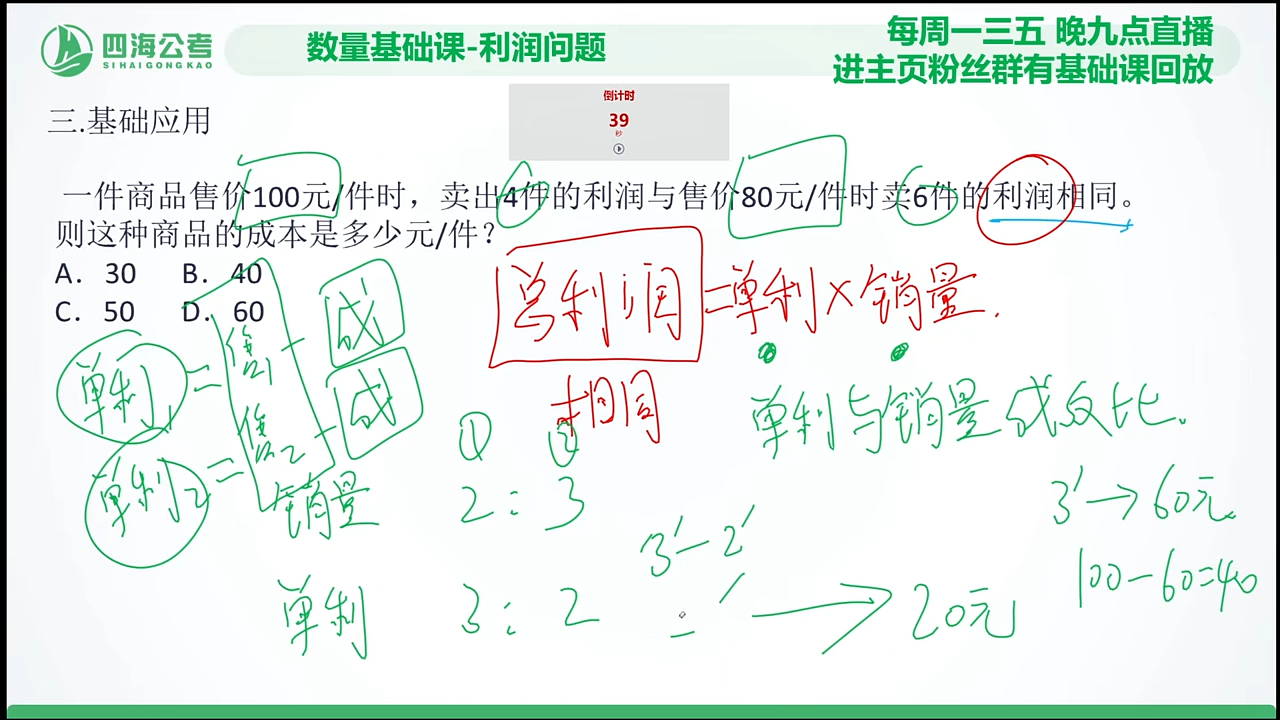 四海公考
SIHAIGONGKAO
数量基础课-利润问题
每周一三五 晚九点直播
进主页粉丝群有基础课回放
倒计时
39
秒
三.基础应用
一件商品售价100元/件时，卖出4件的利润与售价80元/件时卖6件的利润相同。
则这种商品的成本是多少元/件？
A. 30 B. 40
C. 50 D. 60
总利润=单利×销量.
相同
单利与销量成反比.
单利1=售1-成
单利2=售2-成
① ②
销量 2:3
3'-2'
单利 3:2 =1'→20元
3'→60元.
100-60=40